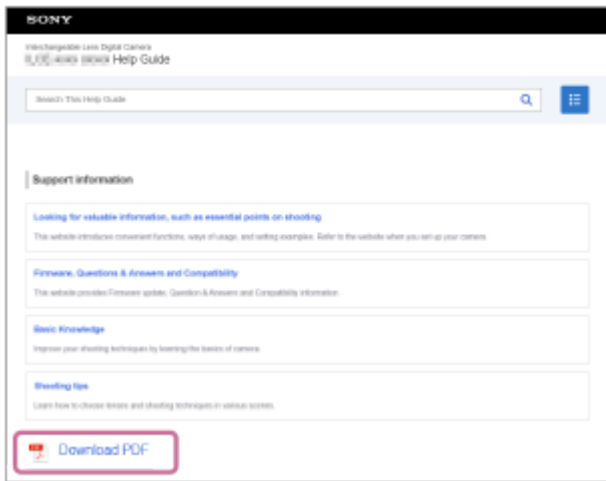 SONY
Interchangeable Lens Digital Camera
Help Guide
Search This Help Guide
Support information
Looking for valuable information, such as essential points on shooting
This website introduces convenient functions, ways of usage, and setting examples. Refer to the website when you set up your camera.
Firmware, Questions & Answers and Compatibility
This website provides Firmware update, Question & Answers and Compatibility information.
Basic Knowledge
Improve your shooting techniques by learning the basics of camera.
Shooting tips
Learn how to choose lenses and shooting techniques in various scenes.
Download PDF